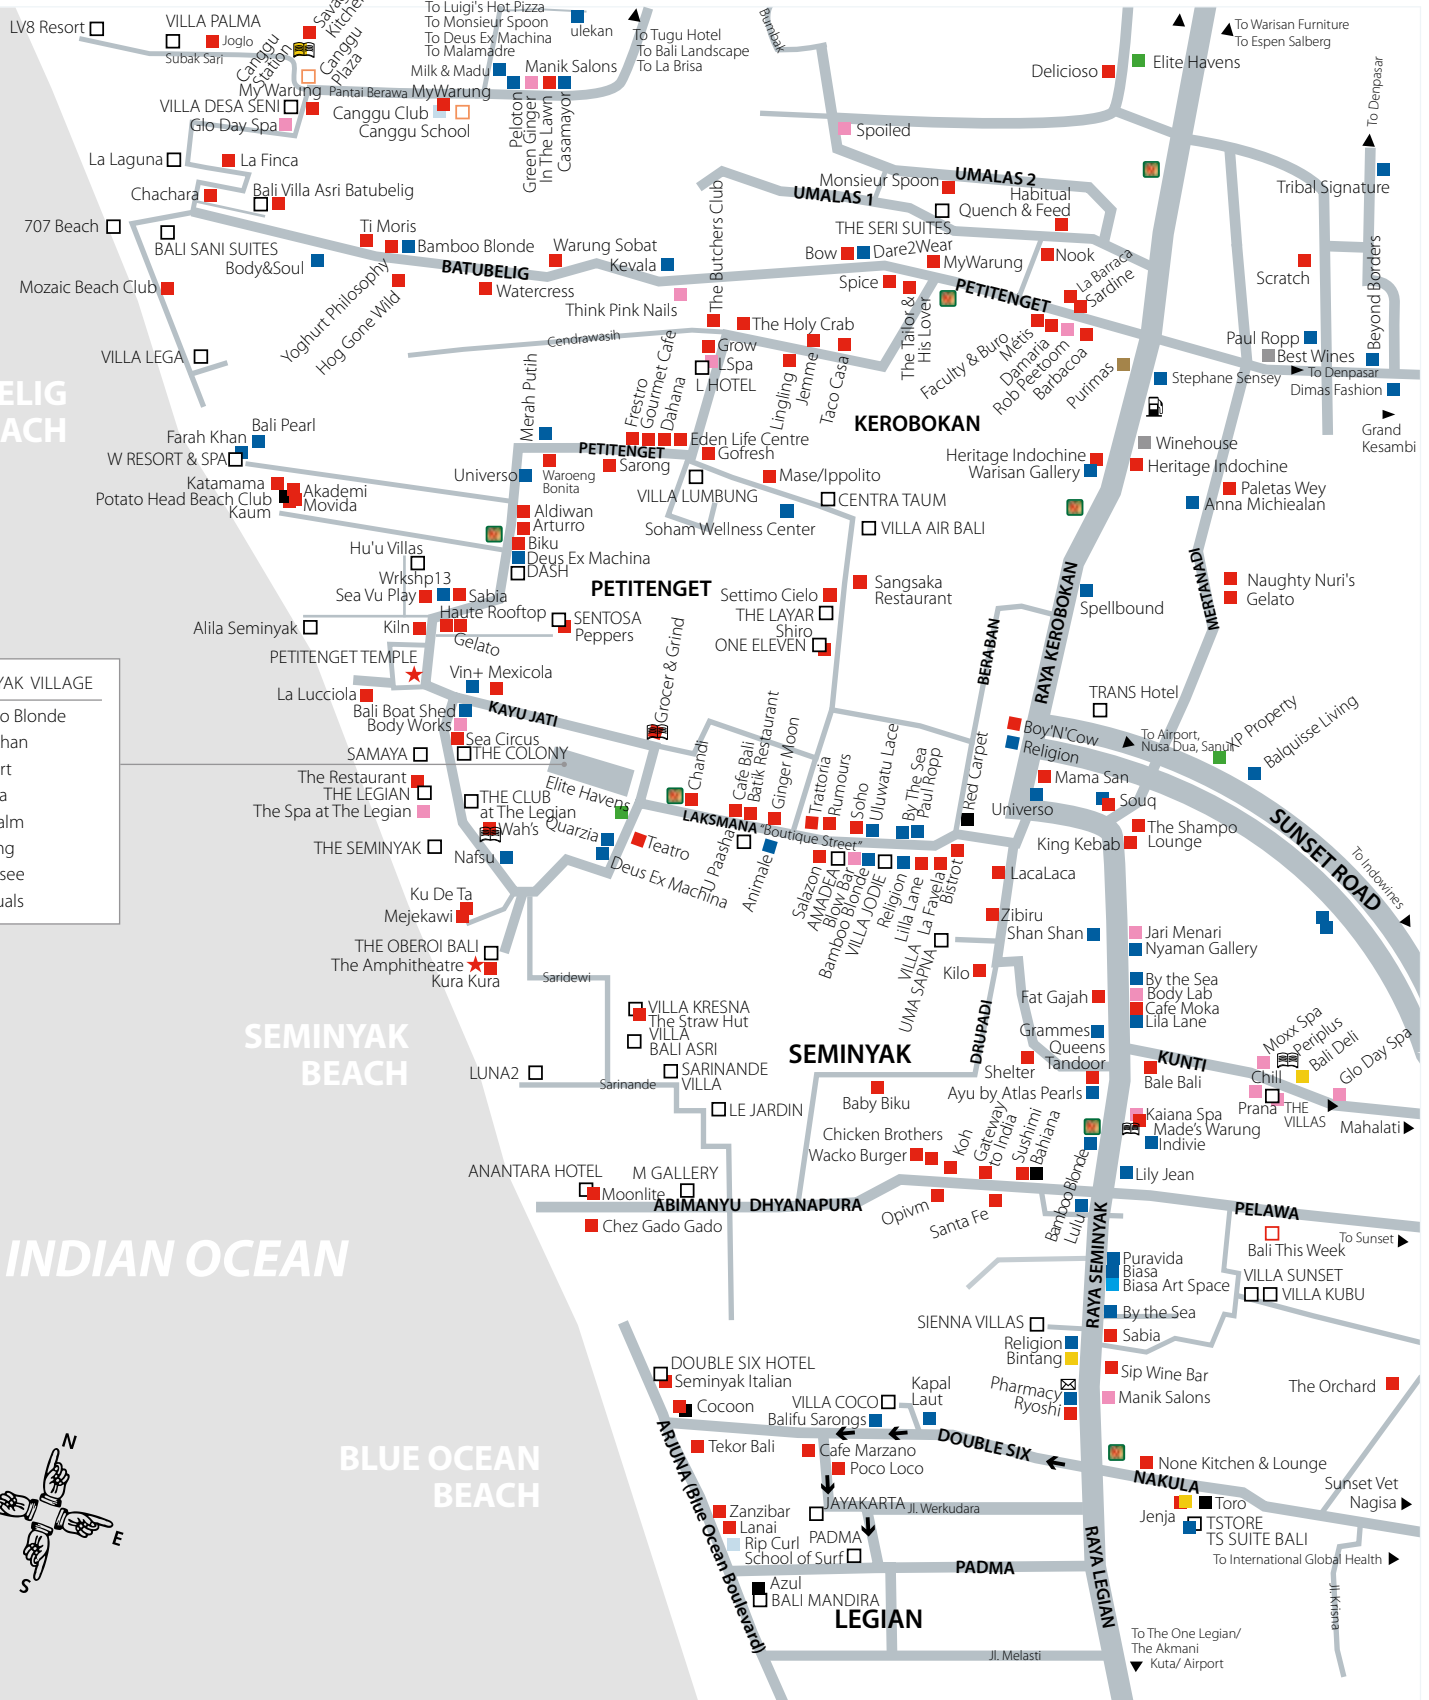 LV8 Resort
VILLA PALMA
Joglo
Subak Sari
Canggu
Station
Kitchen
Canggu
Plaza
To Luigi's Hot Pizza
To Monsieur Spoon
To Deus Ex Machina
To Malamadre
ulekan
To Tugu Hotel
To Bali Landscape
To La Brisa
Bumbak
To Warisan Furniture
To Espen Salberg
Elite Havens
Delicioso
To Denpasar
Milk & Madu
Manik Salons
My Warung
Pantai Berawa
MyWarung
VILLA DESA SENI
Glo Day Spa
Canggu Club
Canggu School
Peloton
Green Ginger
In The Lawn
Casamayor
Spoiled
La Laguna
La Finca
Chachara
Bali Villa Asri Batubelig
707 Beach
BALI SANI SUITES
Body&Soul
Ti Moris
Bamboo Blonde
BATUBELIG
Warung Sobat
Kevala
Watercress
Mozaic Beach Club
Yoghurt Philosophy
Hog Gone Wild
Think Pink Nails
The Butchers Club
Monsieur Spoon
UMALAS 2
UMALAS 1
Habitual
Quench & Feed
THE SERI SUITES
Bow
Dare2Wear
MyWarung
Nook
Spice
The Tailor &
His Lover
PETITENGET
La Barraca
Sardine
Tribal Signature
Scratch
Beyond Borders
VILLA LEGA
Cendrawasih
The Holy Crab
Grow
LSpa
L HOTEL
Lingling
Jemme
Taco Casa
Faculty & Buro
Métis
Damafia
Rob Peetoom
Barbacoa
Purimas
Paul Ropp
Best Wines
To Denpasar
Dimas Fashion
Stephane Sensey
Grand
Kesambi
ELIG
ACH
KEROBOKAN
Merah Putih
Frestro
Gourmet Cafe
Dahana
Eden Life Centre
PETITENGET
Gofresh
Sarong
Waroeng
Bonita
Universo
Bali Pearl
Farah Khan
W RESORT & SPA
Katamama
Akademi
Potato Head Beach Club
Movida
Kaum
VILLA LUMBUNG
Mase/Ippolito
CENTRA TAUM
Soham Wellness Center
VILLA AIR BALI
Winehouse
Heritage Indochine
Warisan Gallery
Heritage Indochine
Paletas Wey
Anna Michiealan
Aldiwan
Arturro
Biku
Deus Ex Machina
DASH
PETITENGET
Hu'u Villas
Wrkshp13
Sea Vu Play
Sabia
Haute Rooftop
Kiln
Gelato
SENTOSA
Peppers
Alila Seminyak
PETITENGET TEMPLE
Settimo Cielo
THE LAYAR
Shiro
ONE ELEVEN
Sangsaka
Restaurant
RAYA KEROBOKAN
MERTANADI
BERABAN
Spellbound
Naughty Nuri's
Gelato
YAK VILLAGE
o Blonde
han
rt
a
alm
ng
see
uals
La Lucciola
Vin+
Mexicola
Bali Boat Shed
Body Works
KAYU JATI
Sea Circus
SAMAYA
THE COLONY
The Restaurant
THE LEGIAN
The Spa at The Legian
THE CLUB
at The Legian
Wah's
THE SEMINYAK
Nafsu
Quarzia
Elite Havens
Grocer & Grind
Teatro
Deus Ex Machina
Chandi
Cafe Bali
Batik Restaurant
Ginger Moon
LAKSMANA
"Boutique Street"
U Paasha
Animale
Trattoria
Rumours
Soho
Uluwatu Lace
By The Sea
Paul Ropp
Red Carpet
Salazon
AMADEA
Blow Bar
Bamboo Blonde
VILLA JODIE
Religion
Lilla Lane
La Favela
Bistrot
VILLA
UMA SAPNA
TRANS Hotel
To Airport,
Nusa Dua, Sanur
XP Property
Balquisse Living
Boy'N'Cow
Religion
Mama San
Universo
Souq
The Shampo
Lounge
King Kebab
SUNSET ROAD
To Indowines
LacaLaca
Zibiru
Shan Shan
Jari Menari
Nyaman Gallery
Kilo
By the Sea
Body Lab
Cafe Moka
Lila Lane
Fat Gajah
Grammes
Queens
Tandoor
Shelter
DRUPADI
KUNTI
Moxx Spa
Periplus
Bali Deli
Glo Day Spa
Bale Bali
Chill
Prana
THE
VILLAS
Mahalati
Ku De Ta
Mejekawi
THE OBEROI BALI
The Amphitheatre
Kura Kura
Saridewi
VILLA KRESNA
The Straw Hut
VILLA
BALI ASRI
SARINANDE
VILLA
LUNA2
Sarinande
LE JARDIN
SEMINYAK
BEACH
SEMINYAK
Baby Biku
Ayu by Atlas Pearls
Kaiana Spa
Made's Warung
Indivie
Lily Jean
Chicken Brothers
Wacko Burger
Koh
Gateway
to India
Sushimi
Bahiana
Bamboo Blonde
Lulu
Opivm
Santa Fe
ANANTARA HOTEL
M GALLERY
Moonlite
ABIMANYU DHYANAPURA
Chez Gado Gado
PELAWA
To Sunset
Bali This Week
INDIAN OCEAN
RAYA SEMINYAK
Puravida
Biasa
Biasa Art Space
By the Sea
Sabia
VILLA SUNSET
VILLA KUBU
SIENNA VILLAS
Religion
Bintang
Sip Wine Bar
Pharmacy
Ryoshi
Manik Salons
The Orchard
DOUBLE SIX HOTEL
Seminyak Italian
Cocoon
VILLA COCO
Kapal
Laut
Balifu Sarongs
Tekor Bali
Cafe Marzano
Poco Loco
DOUBLE SIX
NAKULA
None Kitchen & Lounge
Sunset Vet
Nagisa
Toro
Jenja
TSTORE
TS SUITE BALI
To International Global Health
BLUE OCEAN
BEACH
ARJUNA (Blue Ocean Boulevard)
Zanzibar
Lanai
Rip Curl
School of Surf
JAYAKARTA
Jl. Werkudara
PADMA
PADMA
Azul
BALI MANDIRA
LEGIAN
RAYA LEGIAN
Jl. Melasti
Jl. Krisna
To The One Legian/
The Akmani
Kuta/ Airport
N
E
S